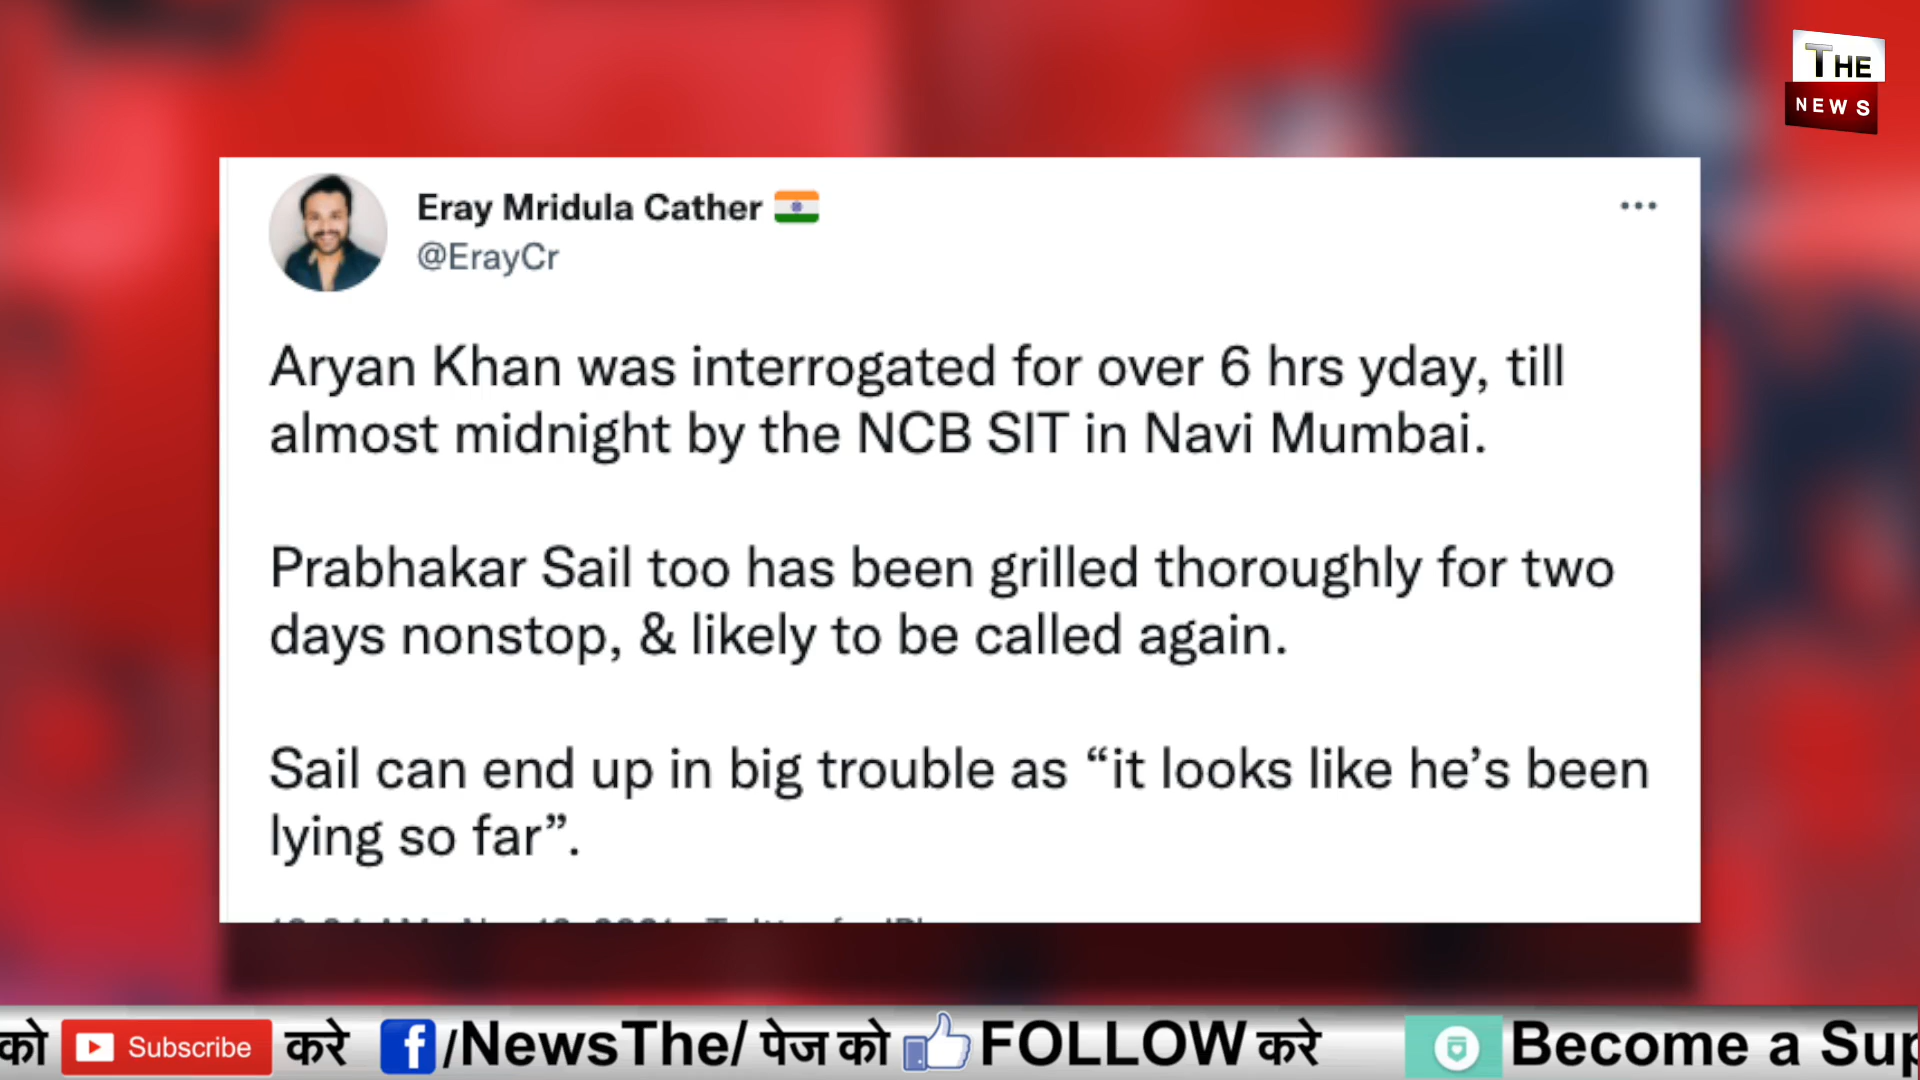 THE
NEWS
Eray Mridula Cather
@ErayCr
Aryan Khan was interrogated for over 6 hrs yday, till
almost midnight by the NCB SIT in Navi Mumbai.
Prabhakar Sail too has been grilled thoroughly for two
days nonstop, & likely to be called again.
Sail can end up in big trouble as “it looks like he’s been
lying so far”.
को Subscribe करे /NewsThe/ पेज को FOLLOW करे Become a